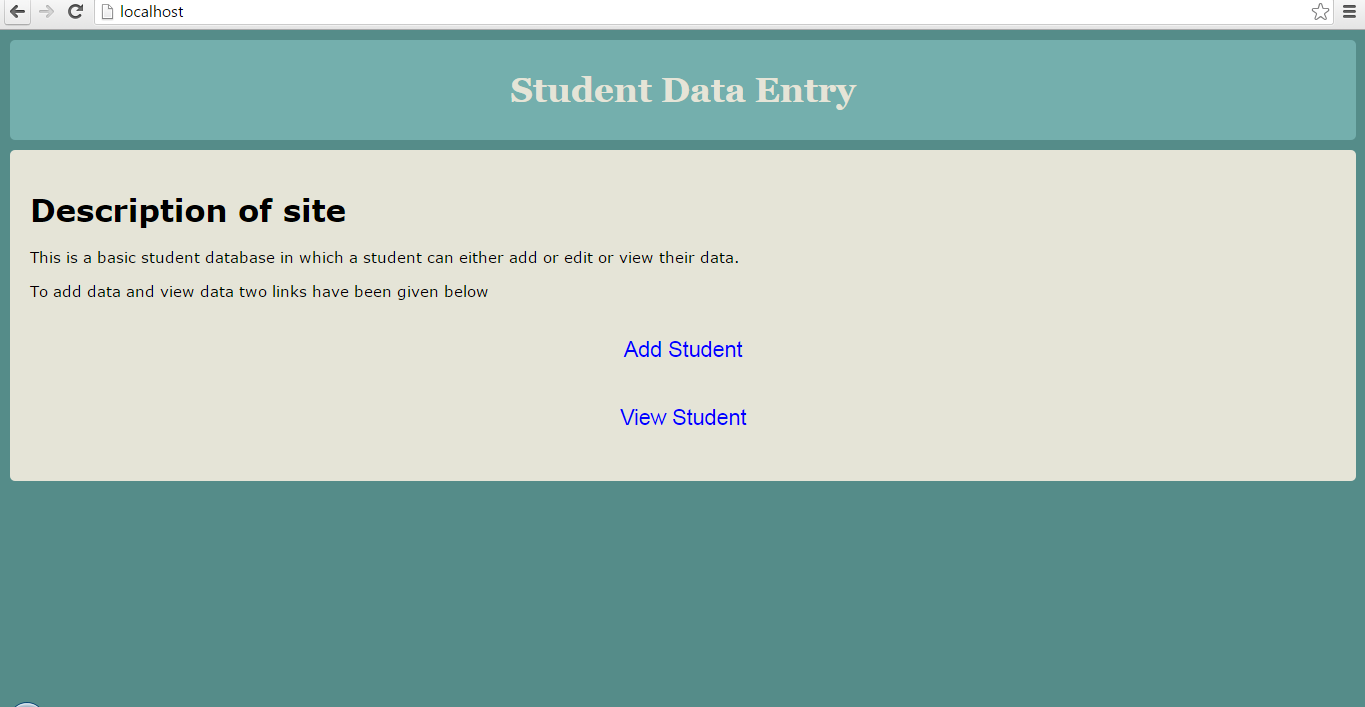 localhost
Student Data Entry
Description of site
This is a basic student database in which a student can either add or edit or view their data.
To add data and view data two links have been given below
Add Student
View Student